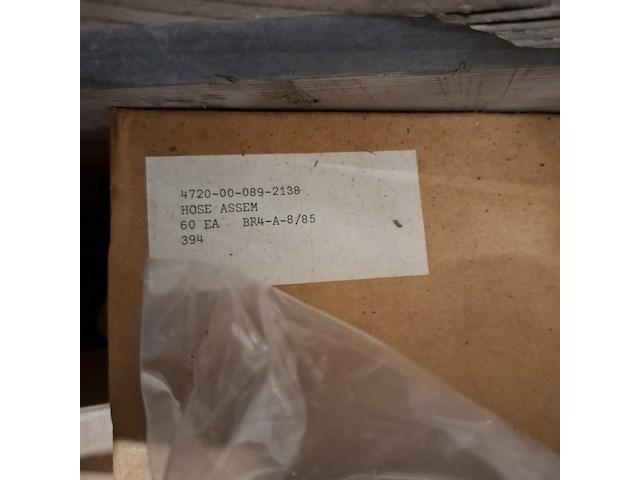 4720-00-089-2138
HOSE ASSEM
60 EA BR4-A-8/85
394